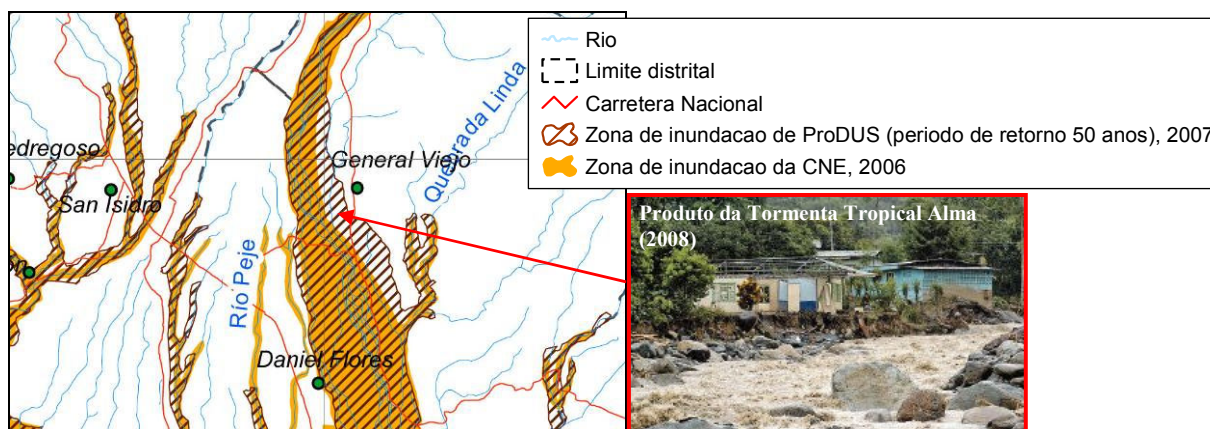 Rio
Limite distrital
Carretera Nacional
Zona de inundacao de ProDUS (periodo de retorno 50 anos), 2007
Zona de inundacao da CNE, 2006
edregoso
San Isidro
General Viejo
Quebrada Linda
Río Peje
Daniel Flores
Produto da Tormenta Tropical Alma
(2008)